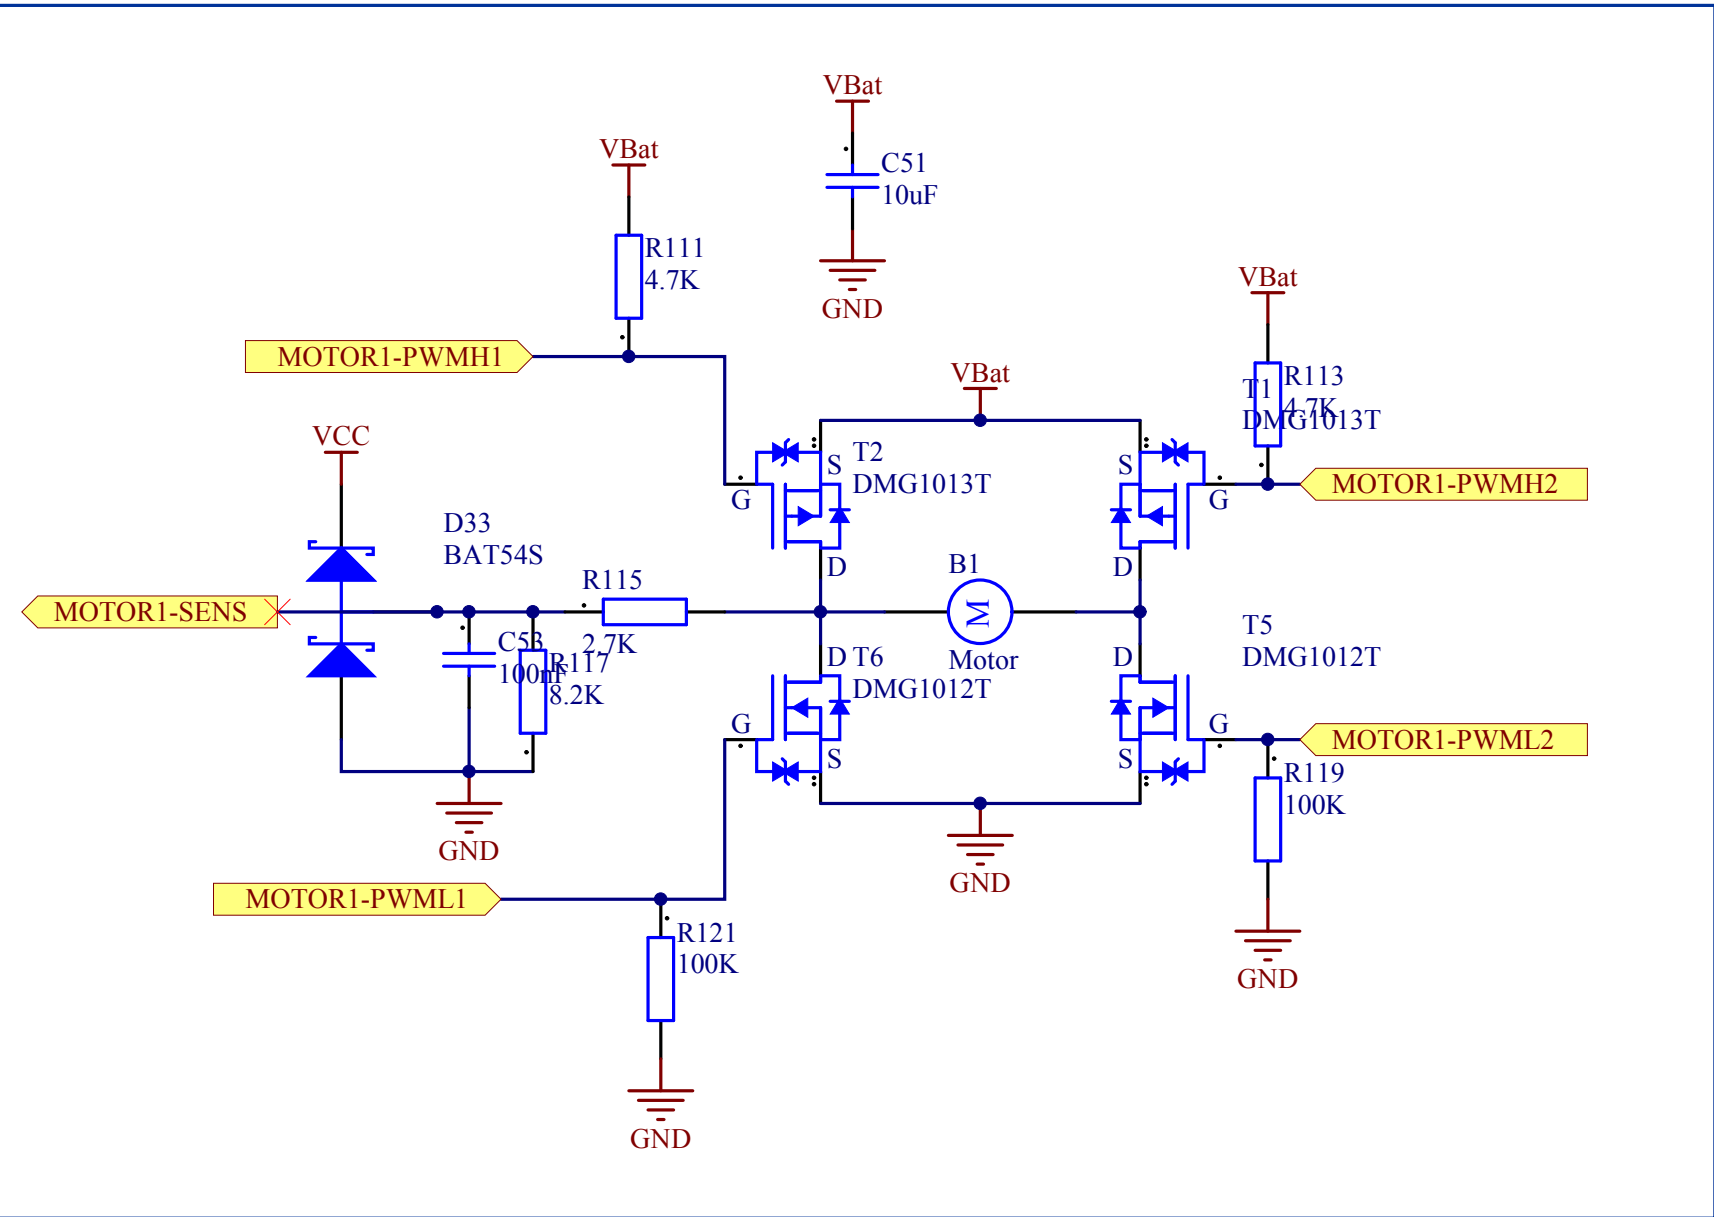 VBat
C51
10uF
GND
VBat
R111
4.7K
MOTOR1-PWMH1
VBat
R113
4.7K
T1
DMG1013T
MOTOR1-PWMH2
VBat
T2
DMG1013T
S
G
D
S
G
D
VCC
D33
BAT54S
MOTOR1-SENS
R115
2.7K
C53
100nF
R117
8.2K
GND
B1
M
Motor
D
T6
DMG1012T
G
S
T5
DMG1012T
D
G
S
MOTOR1-PWML2
R119
100K
GND
GND
MOTOR1-PWML1
R121
100K
GND